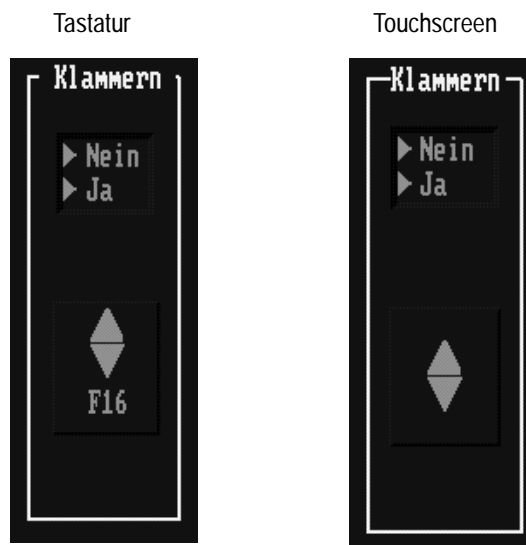 Tastatur
Klammern
Nein
Ja
F16
Touchscreen
Klammern
Nein
Ja